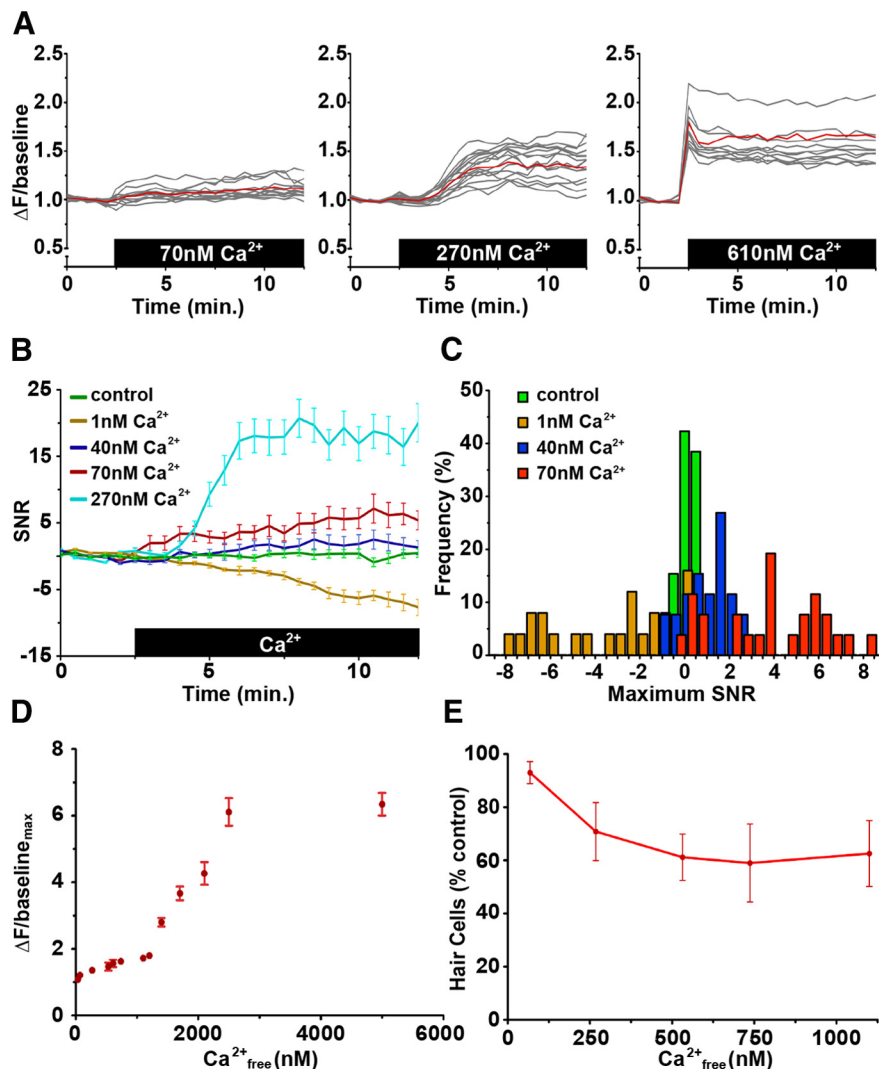 A
ΔF/baseline
2.5
2.0
1.5
1.0
0.5
70nM Ca²⁺
0 5 10
Time (min.)
2.5
2.0
1.5
1.0
0.5
270nM Ca²⁺
0 5 10
Time (min.)
2.5
2.0
1.5
1.0
0.5
610nM Ca²⁺
0 5 10
Time (min.)
B
SNR
25
15
5
-5
-15
control
1nM Ca²⁺
40nM Ca²⁺
70nM Ca²⁺
270nM Ca²⁺
Ca²⁺
0 5 10
Time (min.)
C
Frequency (%)
50
40
30
20
10
0
control
1nM Ca²⁺
40nM Ca²⁺
70nM Ca²⁺
-8 -6 -4 -2 0 2 4 6 8
Maximum SNR
D
ΔF/baselineₘₐₓ
8
6
4
2
0
0 2000 4000 6000
Ca²⁺free(nM)
E
Hair Cells (% control)
100
80
60
40
20
0
0 250 500 750 1000
Ca²⁺free(nM)